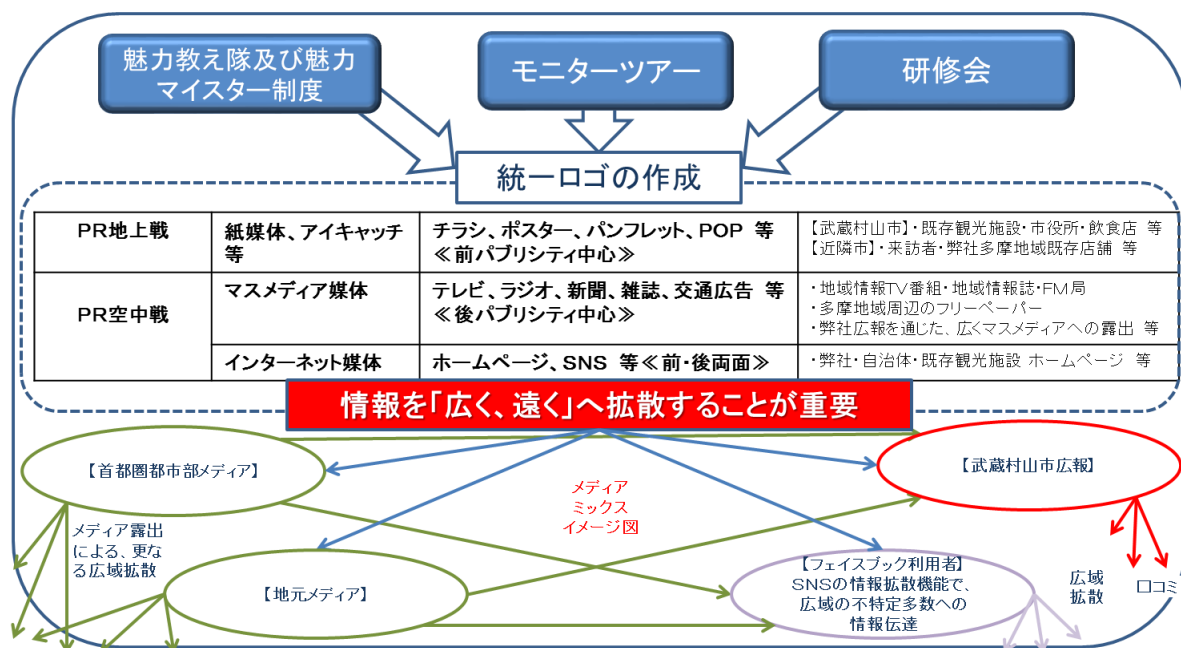 魅力教え隊及び魅力
マイスター制度
モニターツアー
研修会
統一ロゴの作成
PR地上戦
紙媒体、アイキャッチ
等
チラシ、ポスター、パンフレット、POP 等
≪前パブリシティ中心≫
【武蔵村山市】・既存観光施設・市役所・飲食店 等
【近隣市】・来訪者・弊社多摩地域既存店舗 等
PR空中戦
マスメディア媒体
テレビ、ラジオ、新聞、雑誌、交通広告 等
≪後パブリシティ中心≫
・地域情報TV番組・地域情報誌・FM局
・多摩地域周辺のフリーペーパー
・弊社広報を通じた、広くマスメディアへの露出 等
インターネット媒体
ホームページ、SNS 等≪前・後両面≫
・弊社・自治体・既存観光施設 ホームページ 等
情報を「広く、遠く」へ拡散することが重要
【首都圏都市部メディア】
【武蔵村山市広報】
メディア
ミックス
イメージ図
メディア露出
による、更な
る広域拡散
【地元メディア】
【フェイスブック利用者】
SNSの情報拡散機能で、
広域の不特定多数への
情報伝達
広域
拡散
口コミ